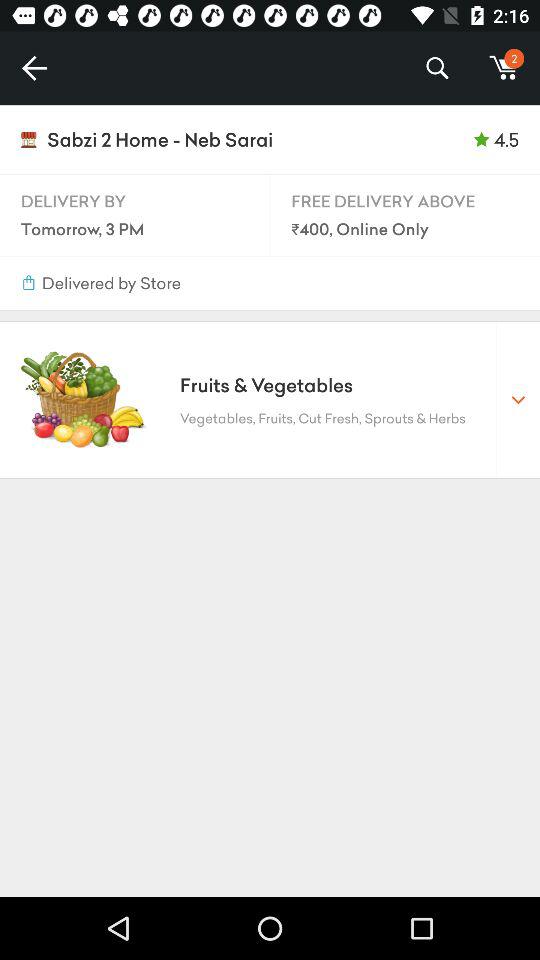 2:16
2
Sabzi 2 Home - Neb Sarai
4.5
DELIVERY BY
Tomorrow, 3 PM
FREE DELIVERY ABOVE
₹400, Online Only
Delivered by Store
Fruits & Vegetables
Vegetables, Fruits, Cut Fresh, Sprouts & Herbs